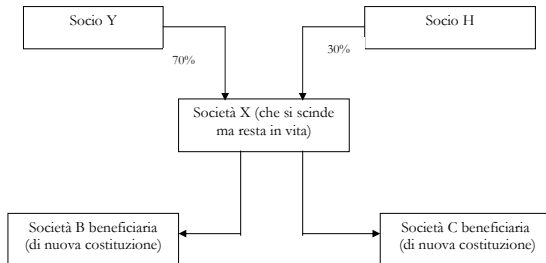 Socio Y
Socio H
70%
30%
Società X (che si scinde
ma resta in vita)
Società B beneficiaria
(di nuova costituzione)
Società C beneficiaria
(di nuova costituzione)